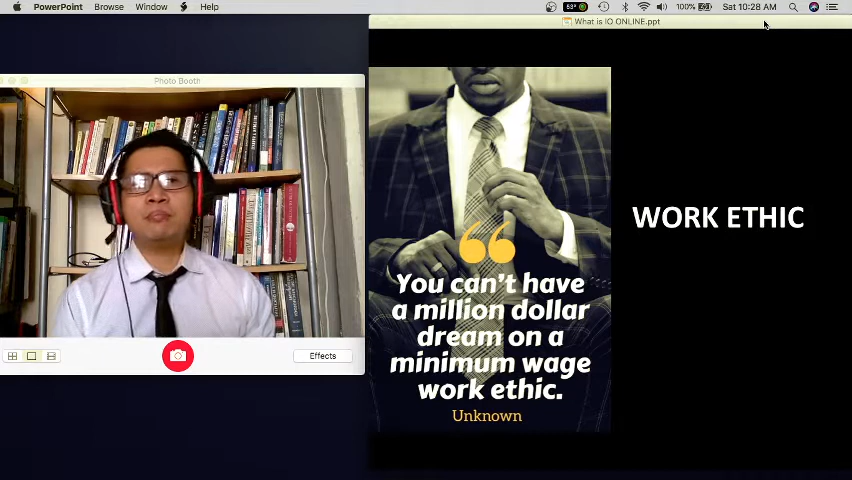 PowerPoint Browse Window Help
53° 100% Sat 10:28 AM
What is IO ONLINE.ppt
Photo Booth
Effects
“
You can't have
a million dollar
dream on a
minimum wage
work ethic.
Unknown
WORK ETHIC